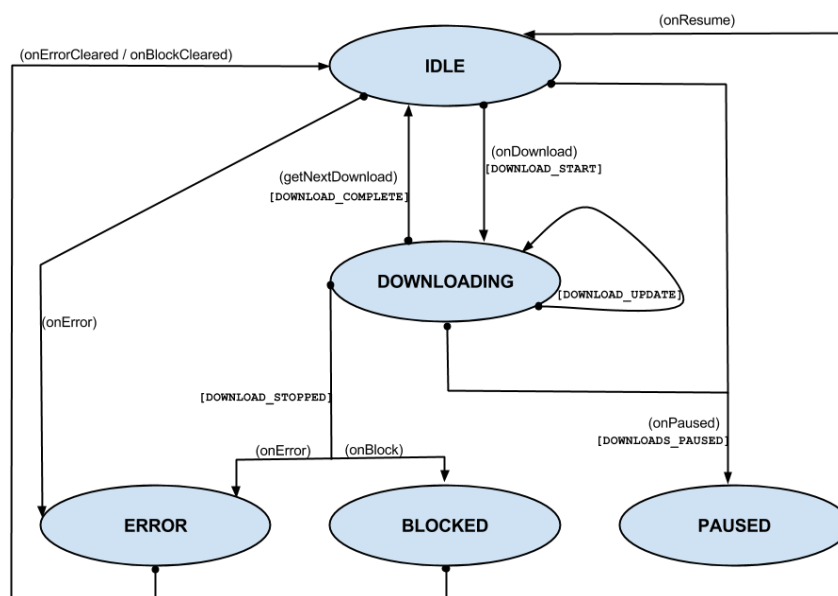 (onResume)
(onErrorCleared / onBlockCleared)
IDLE
(onDownload)
[DOWNLOAD_START]
(getNextDownload)
[DOWNLOAD_COMPLETE]
DOWNLOADING
[DOWNLOAD_UPDATE]
(onError)
[DOWNLOAD_STOPPED]
(onPaused)
[DOWNLOADS_PAUSED]
(onError)
(onBlock)
ERROR
BLOCKED
PAUSED